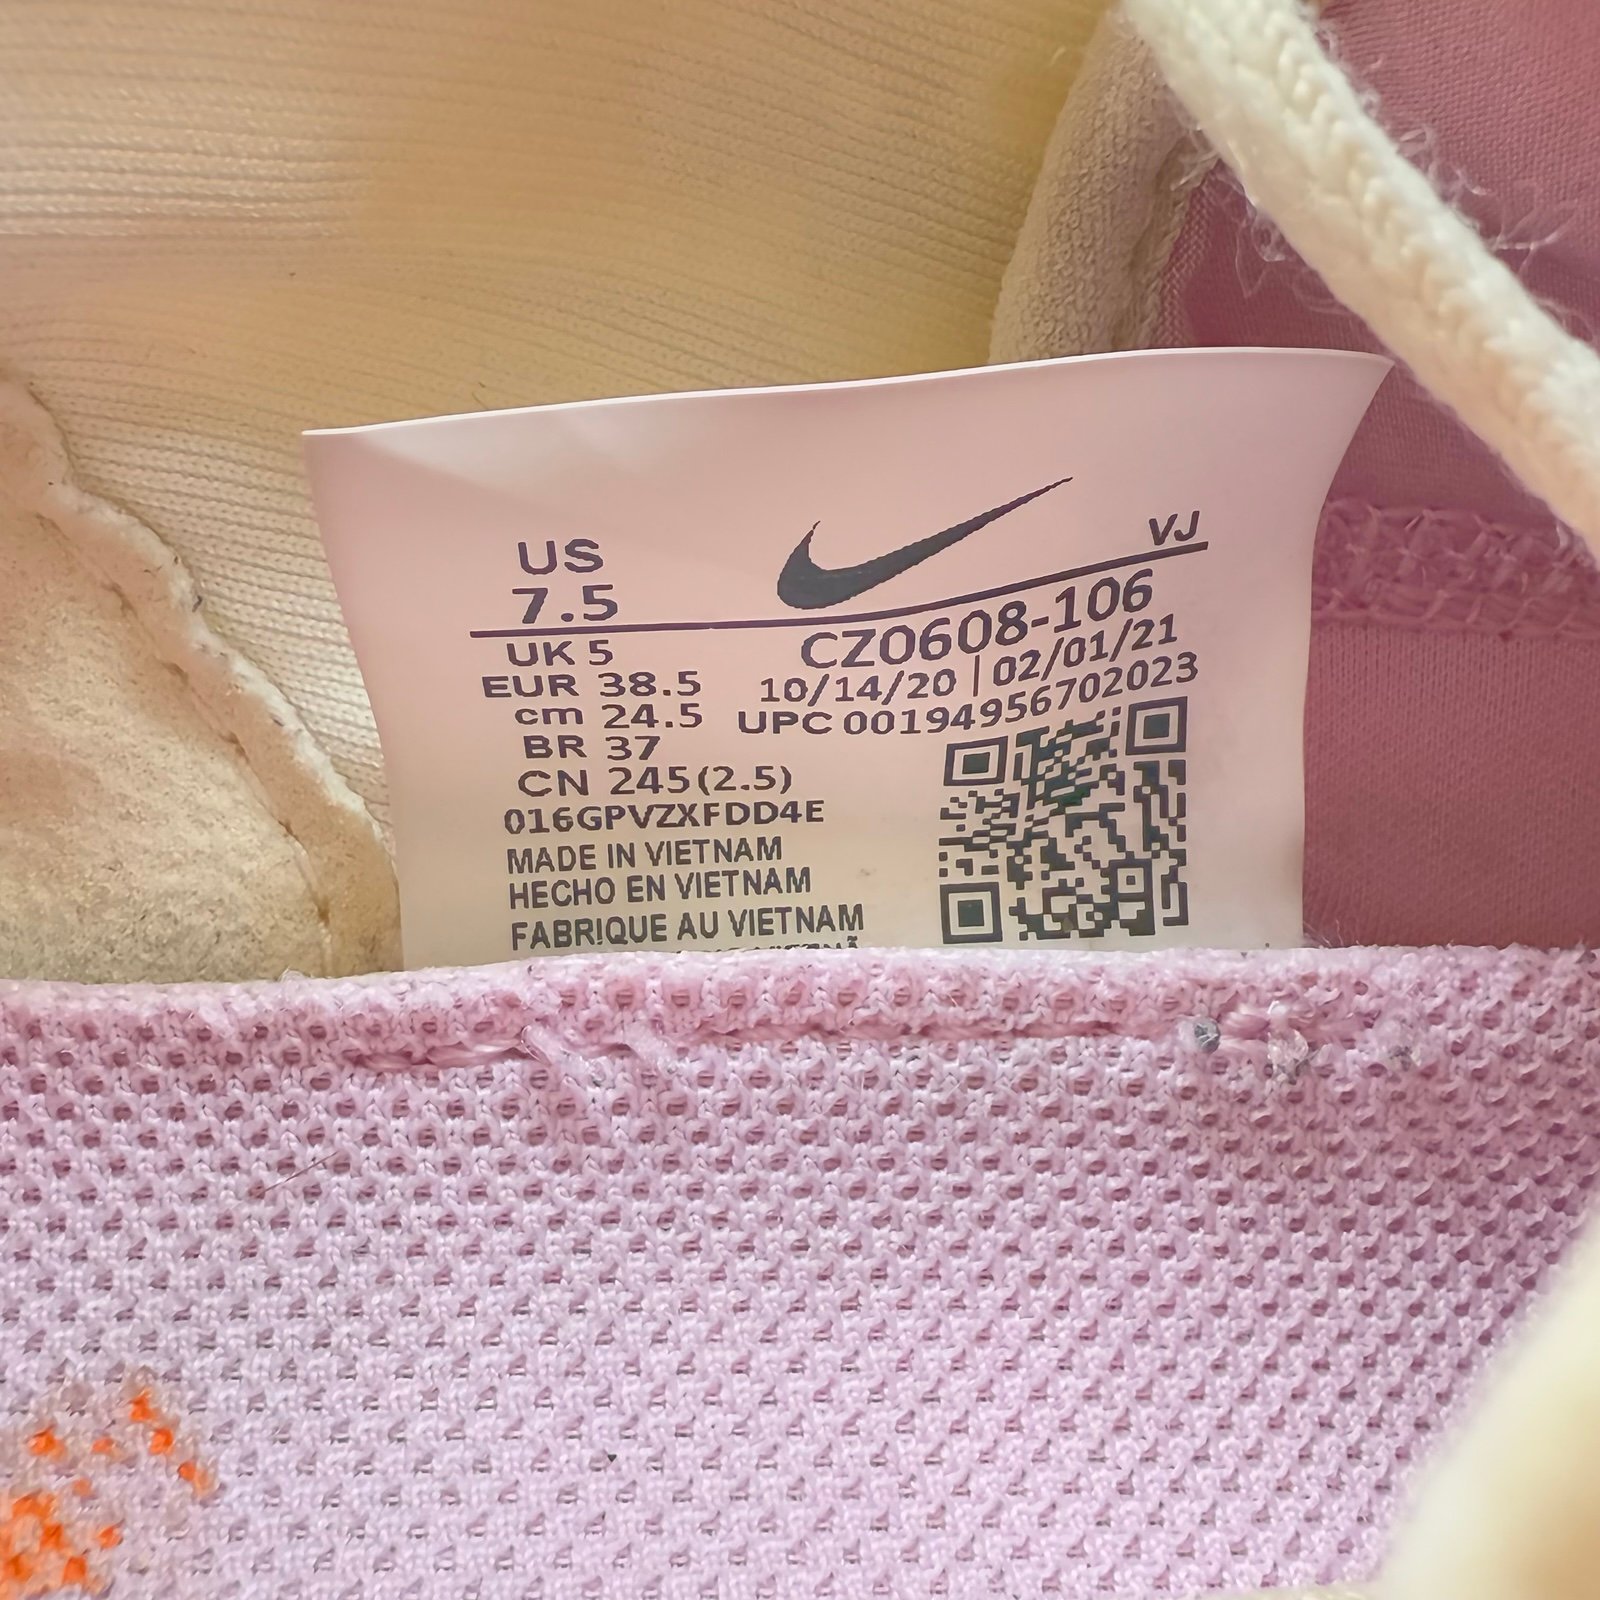 US
7.5
VJ
UK 5
EUR 38.5
cm 24.5
BR 37
CN 245(2.5)
CZ0608-106
10/14/20 | 02/01/21
UPC 00194956702023
016GPVZXFDD4E
MADE IN VIETNAM
HECHO EN VIETNAM
FABRIQUE AU VIETNAM